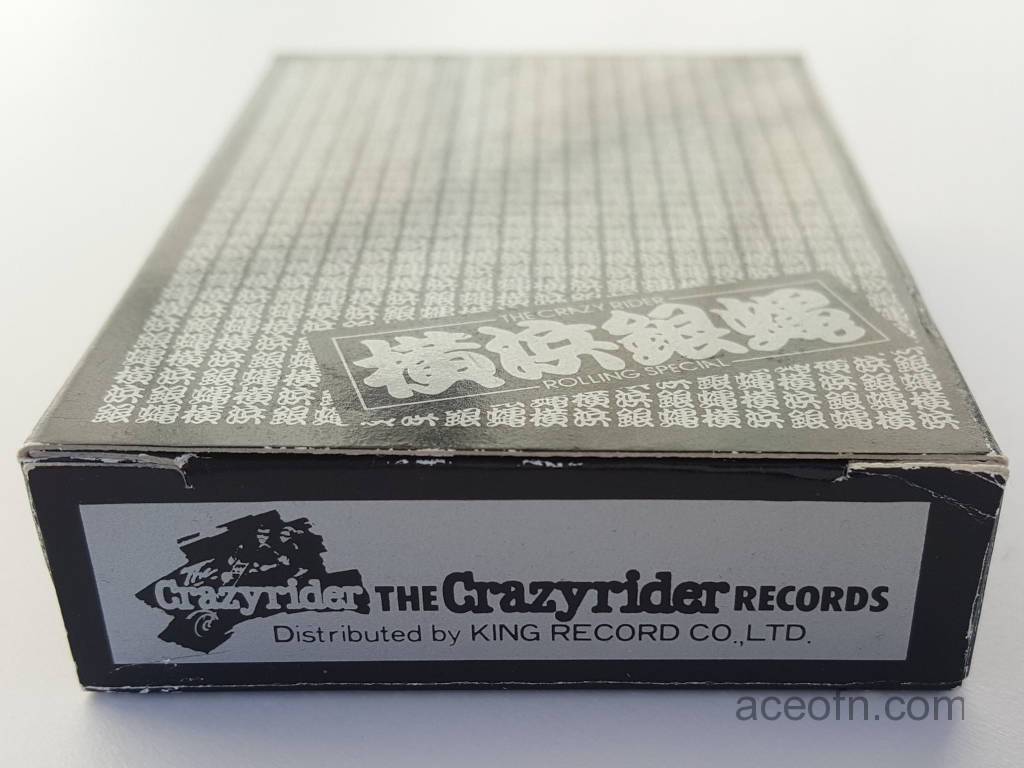 THE CRAZY RIDER
横浜銀蝿
ROLLING SPECIAL
The
Crazyrider
THE Crazyrider RECORDS
Distributed by KING RECORD CO.,LTD.
aceofn.com